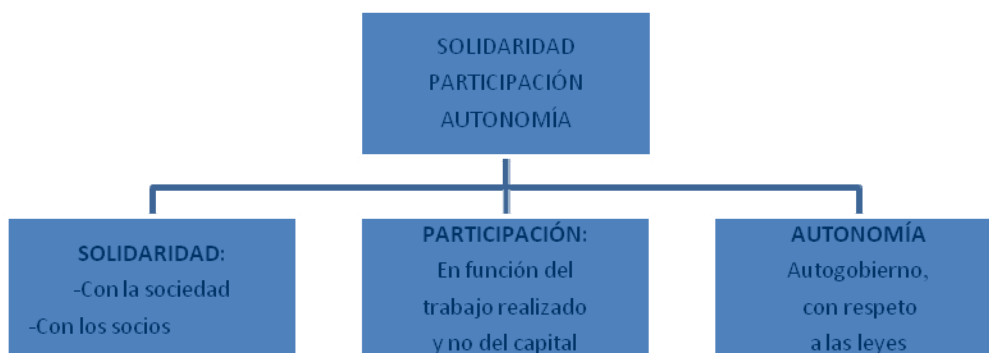 SOLIDARIDAD
PARTICIPACIÓN
AUTONOMÍA
SOLIDARIDAD:
-Con la sociedad
-Con los socios
PARTICIPACIÓN:
En función del
trabajo realizado
y no del capital
AUTONOMÍA
Autogobierno,
con respeto
a las leyes